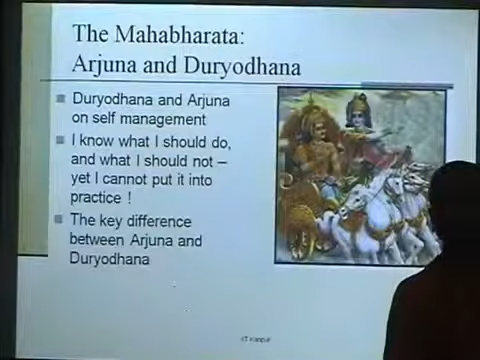 The Mahabharata:
Arjuna and Duryodhana
Duryodhana and Arjuna
on self management
I know what I should do,
and what I should not –
yet I cannot put it into
practice !
The key difference
between Arjuna and
Duryodhana
IIT Kanpur